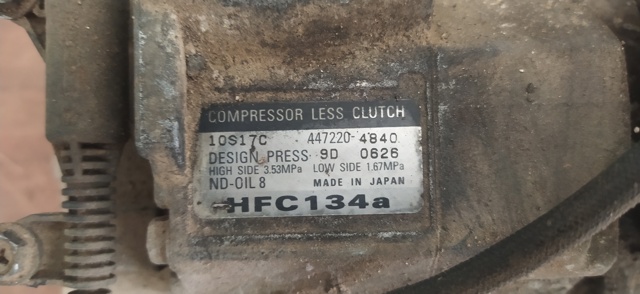 COMPRESSOR LESS CLUTCH
10S17C 447220-4840
DESIGN PRESS 9D 0626
HIGH SIDE 3.53MPa LOW SIDE 1.67MPa
ND-OIL 8 MADE IN JAPAN
HFC134a